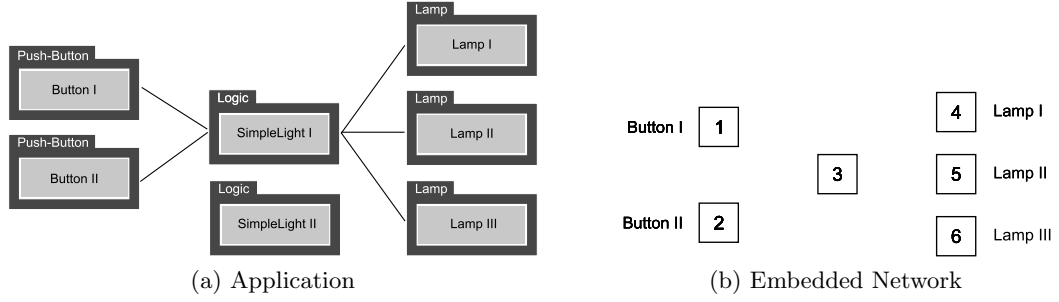 Push-Button
Button I
Push-Button
Button II
Logic
SimpleLight I
Logic
SimpleLight II
Lamp
Lamp I
Lamp
Lamp II
Lamp
Lamp III
(a) Application
Button I 1
Button II 2
3
4 Lamp I
5 Lamp II
6 Lamp III
(b) Embedded Network